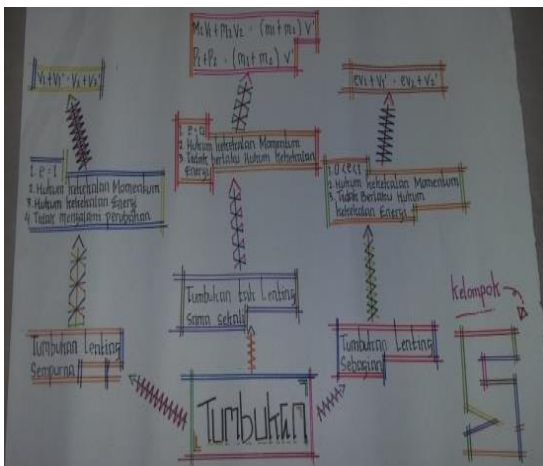 M1V1 + M2V2 = (m1 + m2) V'
P1 + P2 = (m1 + m2) V'
V1 + V1' = V2 + V2'
eV1 + V1' = eV2 + V2'
1. e = 1
2. Hukum kekekalan Momentum
3. Hukum kekekalan Energi
4. Tidak mengalami perubahan
1. e = 0
2. Hukum kekekalan Momentum
3. Tidak berlaku Hukum kekekalan
Energi
1. 0 < e < 1
2. Hukum kekekalan Momentum
3. Tidak Berlaku Hukum
kekekalan Energi
Tumbukan Lenting
Sempurna
Tumbukan tak Lenting
Sama sekali
Tumbukan Lenting
Sebagian
Tumbukan
Kelompok